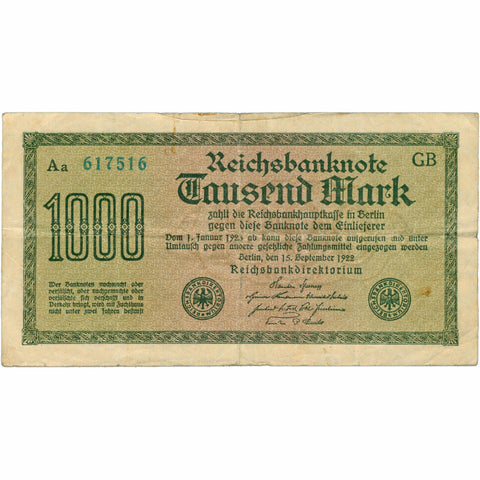 Aa 617516
Reichsbanknote
GB
Tausend Mark
1000
zahlt die Reichsbankhauptkasse in Berlin
gegen diese Banknote dem Einlieferer
Vom 1. Januar 1923 ab kann diese Banknote aufgerufen und unter
Umtausch gegen andere gesetzliche Zahlungsmittel eingezogen werden
Berlin, den 15. September 1922
Reichsbankdirektorium
Wer Banknoten nachmacht oder
verfälscht, oder nachgemachte oder
verfälschte sich verschafft und in
Verkehr bringt, wird mit Zuchthaus
nicht unter zwei Jahren bestraft